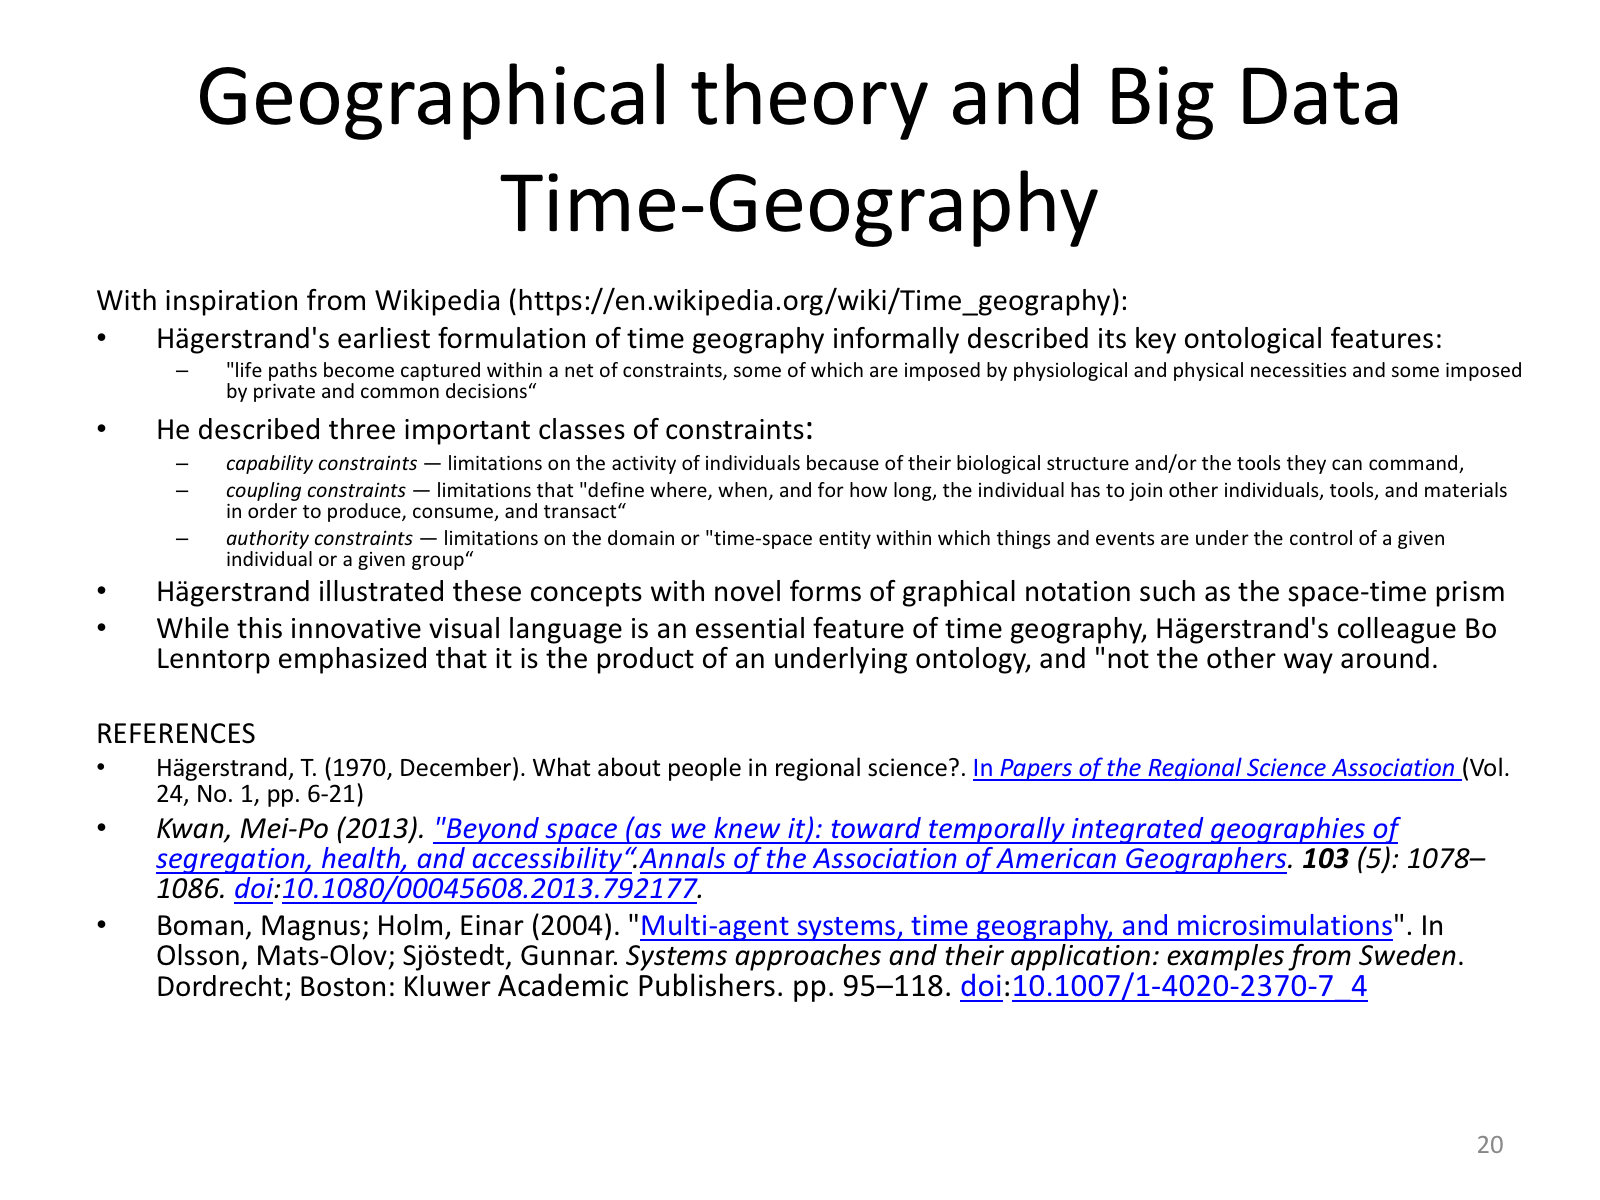 Geographical theory and Big Data
Time-Geography
With inspiration from Wikipedia (https://en.wikipedia.org/wiki/Time_geography):
• Hägerstrand's earliest formulation of time geography informally described its key ontological features:
– "life paths become captured within a net of constraints, some of which are imposed by physiological and physical necessities and some imposed
by private and common decisions“
• He described three important classes of constraints:
– capability constraints — limitations on the activity of individuals because of their biological structure and/or the tools they can command,
– coupling constraints — limitations that "define where, when, and for how long, the individual has to join other individuals, tools, and materials
in order to produce, consume, and transact“
– authority constraints — limitations on the domain or "time-space entity within which things and events are under the control of a given
individual or a given group“
• Hägerstrand illustrated these concepts with novel forms of graphical notation such as the space-time prism
• While this innovative visual language is an essential feature of time geography, Hägerstrand's colleague Bo
Lenntorp emphasized that it is the product of an underlying ontology, and "not the other way around.
REFERENCES
• Hägerstrand, T. (1970, December). What about people in regional science?. In Papers of the Regional Science Association (Vol.
24, No. 1, pp. 6-21)
• Kwan, Mei-Po (2013). "Beyond space (as we knew it): toward temporally integrated geographies of
segregation, health, and accessibility“.Annals of the Association of American Geographers. 103 (5): 1078–
1086. doi:10.1080/00045608.2013.792177.
• Boman, Magnus; Holm, Einar (2004). "Multi-agent systems, time geography, and microsimulations". In
Olsson, Mats-Olov; Sjöstedt, Gunnar. Systems approaches and their application: examples from Sweden.
Dordrecht; Boston: Kluwer Academic Publishers. pp. 95–118. doi:10.1007/1-4020-2370-7_4
20